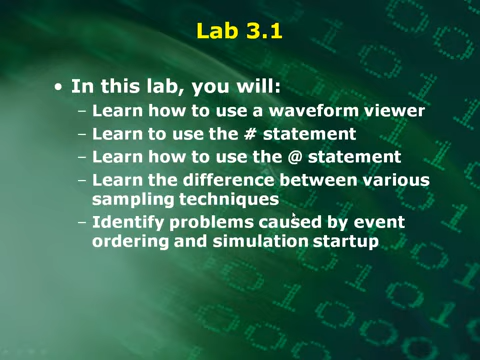 Lab 3.1
• In this lab, you will:
– Learn how to use a waveform viewer
– Learn to use the # statement
– Learn how to use the @ statement
– Learn the difference between various
sampling techniques
– Identify problems caused by event
ordering and simulation startup